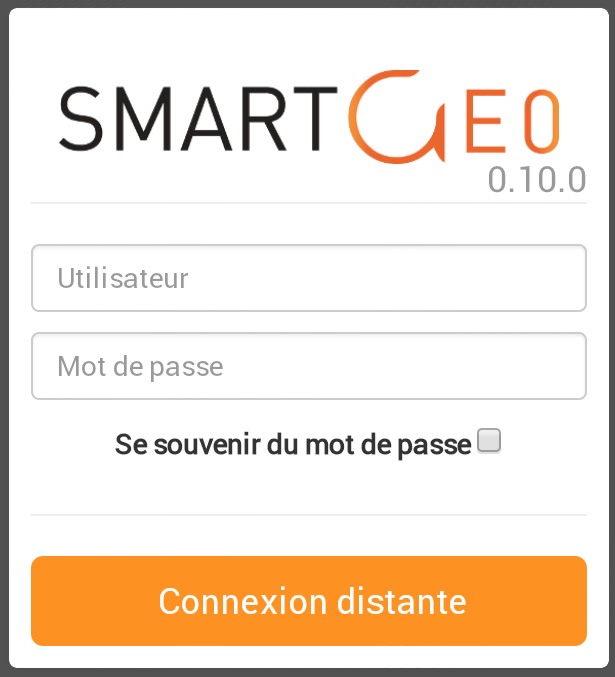 SMARTGEO
0.10.0
Utilisateur
Mot de passe
Se souvenir du mot de passe
Connexion distante